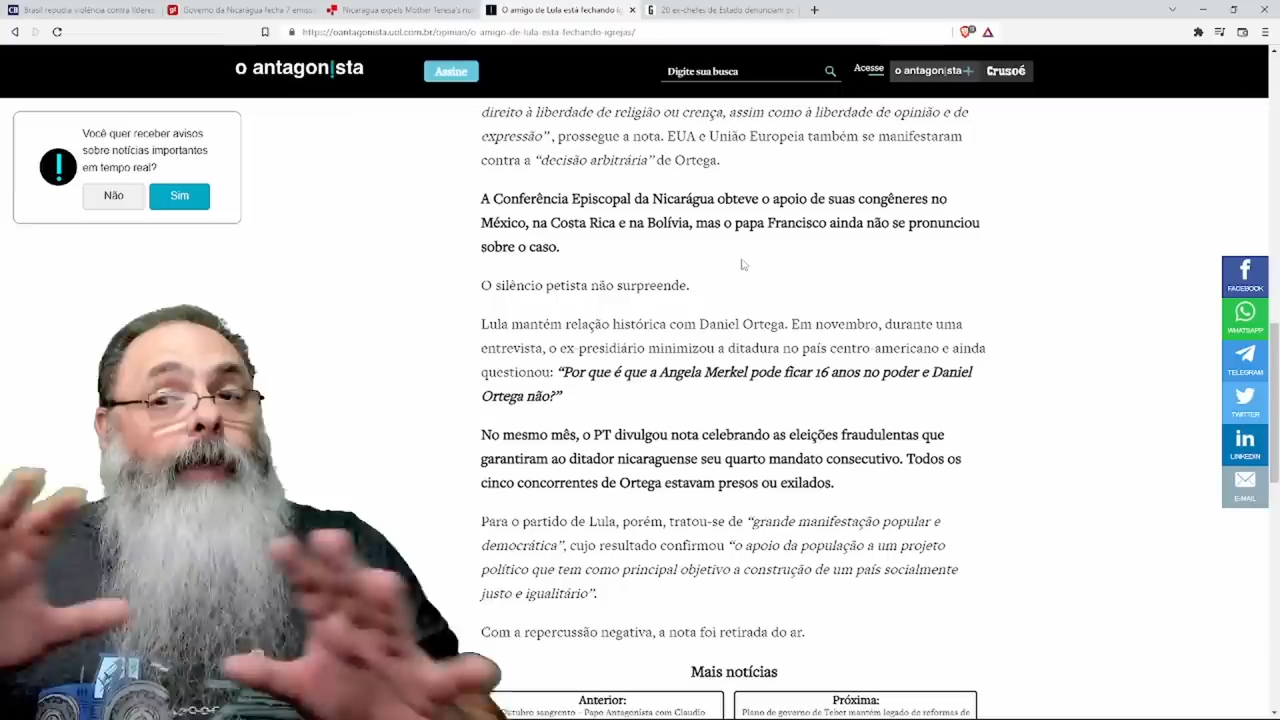 Brasil repudia violência contra líderes
Governo da Nicarágua fecha 7 emiss
Nicaragua expels Mother Teresa's nu
O amigo de Lula está fechando ig
20 ex-chefes de Estado denunciam pe
https://oantagonista.uol.com.br/opiniao/o-amigo-de-lula-esta-fechando-igrejas/
o antagon!sta
Assine
Digite sua busca
Acesse
o antagon!sta+
Crusoé
Você quer receber avisos
sobre notícias importantes
em tempo real?
Não
Sim
direito à liberdade de religião ou crença, assim como à liberdade de opinião e de
expressão", prossegue a nota. EUA e União Europeia também se manifestaram
contra a "decisão arbitrária" de Ortega.
A Conferência Episcopal da Nicarágua obteve o apoio de suas congêneres no
México, na Costa Rica e na Bolívia, mas o papa Francisco ainda não se pronunciou
sobre o caso.
O silêncio petista não surpreende.
Lula mantém relação histórica com Daniel Ortega. Em novembro, durante uma
entrevista, o ex-presidiário minimizou a ditadura no país centro-americano e ainda
questionou: "Por que é que a Angela Merkel pode ficar 16 anos no poder e Daniel
Ortega não?"
No mesmo mês, o PT divulgou nota celebrando as eleições fraudulentas que
garantiram ao ditador nicaraguense seu quarto mandato consecutivo. Todos os
cinco concorrentes de Ortega estavam presos ou exilados.
Para o partido de Lula, porém, tratou-se de "grande manifestação popular e
democrática", cujo resultado confirmou "o apoio da população a um projeto
político que tem como principal objetivo a construção de um país socialmente
justo e igualitário".
Com a repercussão negativa, a nota foi retirada do ar.
Mais notícias
Anterior:
Outubro sangrento – Papo Antagonista com Claudio
Próxima:
Plano de governo de Tebet mantém legado de reformas de
FACEBOOK
WHATSAPP
TELEGRAM
TWITTER
LINKEDIN
E-MAIL